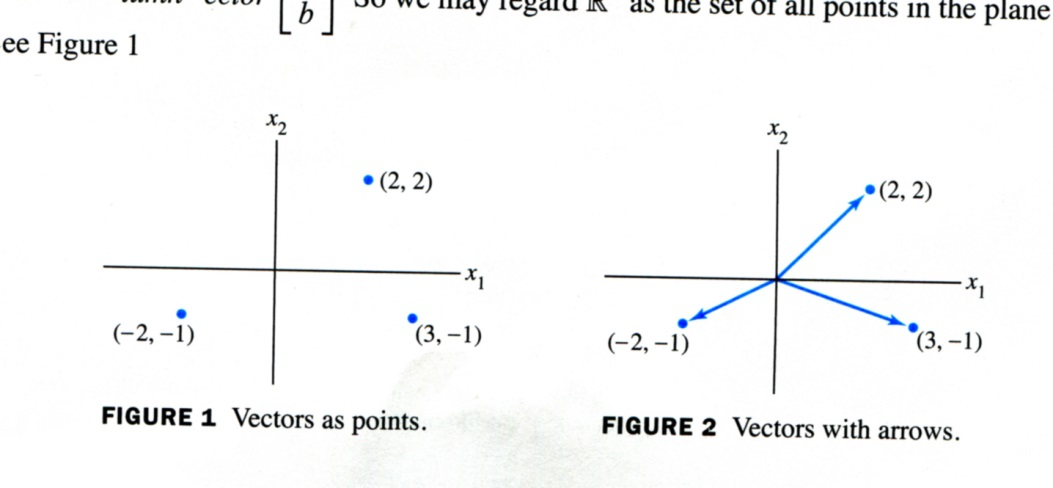 b so we may regard ℝ as the set of all points in the plane
ee Figure 1
x₂
(2, 2)
x₁
(−2, −1)
(3, −1)
FIGURE 1 Vectors as points.
x₂
(2, 2)
x₁
(−2, −1)
(3, −1)
FIGURE 2 Vectors with arrows.